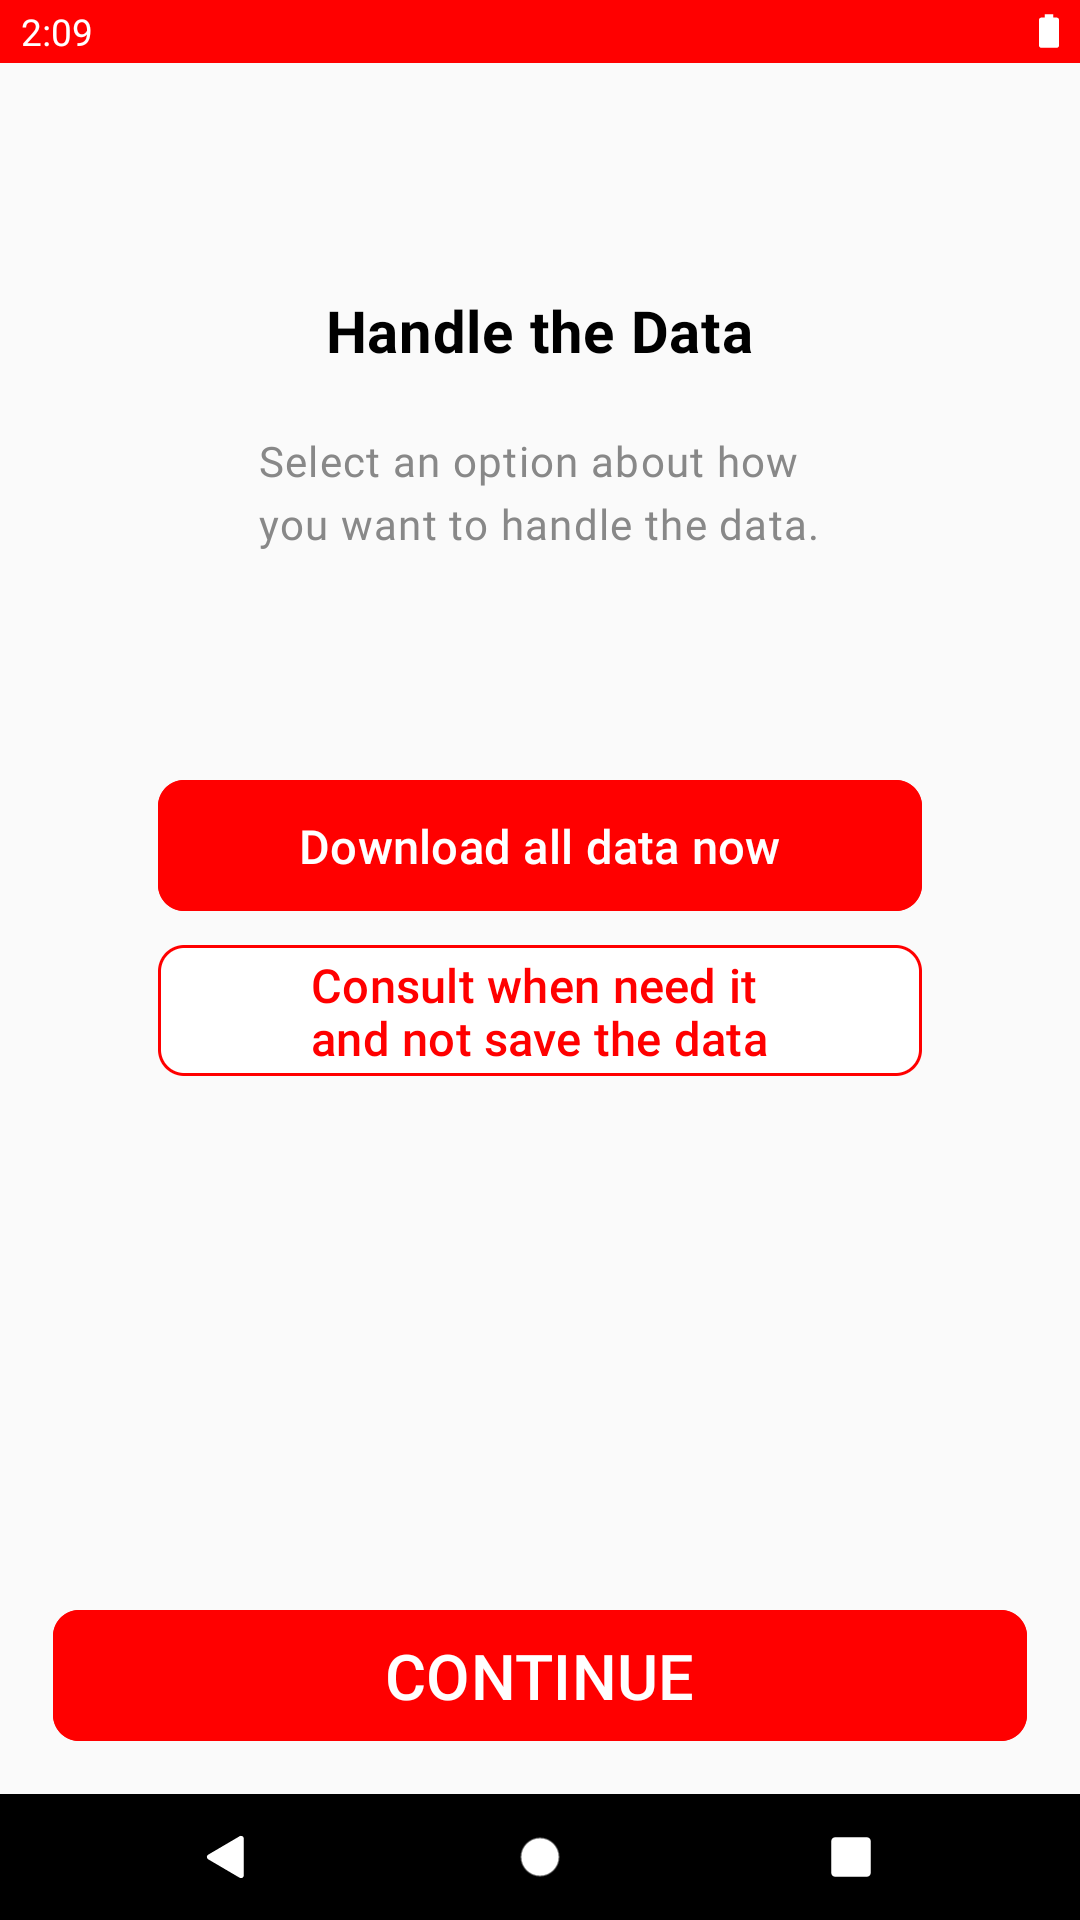 2:09
Handle the Data
Select an option about how
you want to handle the data.
Download all data now
Consult when need it
and not save the data
CONTINUE